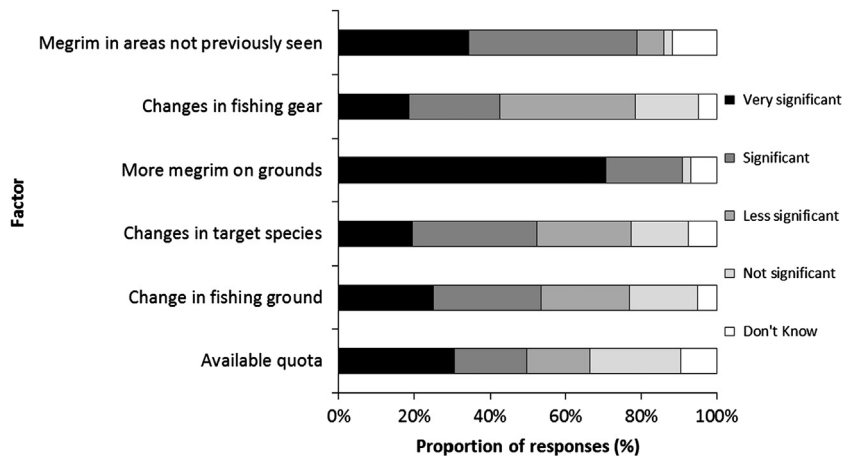 Megrim in areas not previously seen
Changes in fishing gear
More megrim on grounds
Changes in target species
Change in fishing ground
Available quota
Factor
0% 20% 40% 60% 80% 100%
Proportion of responses (%)
Very significant
Significant
Less significant
Not significant
Don't Know